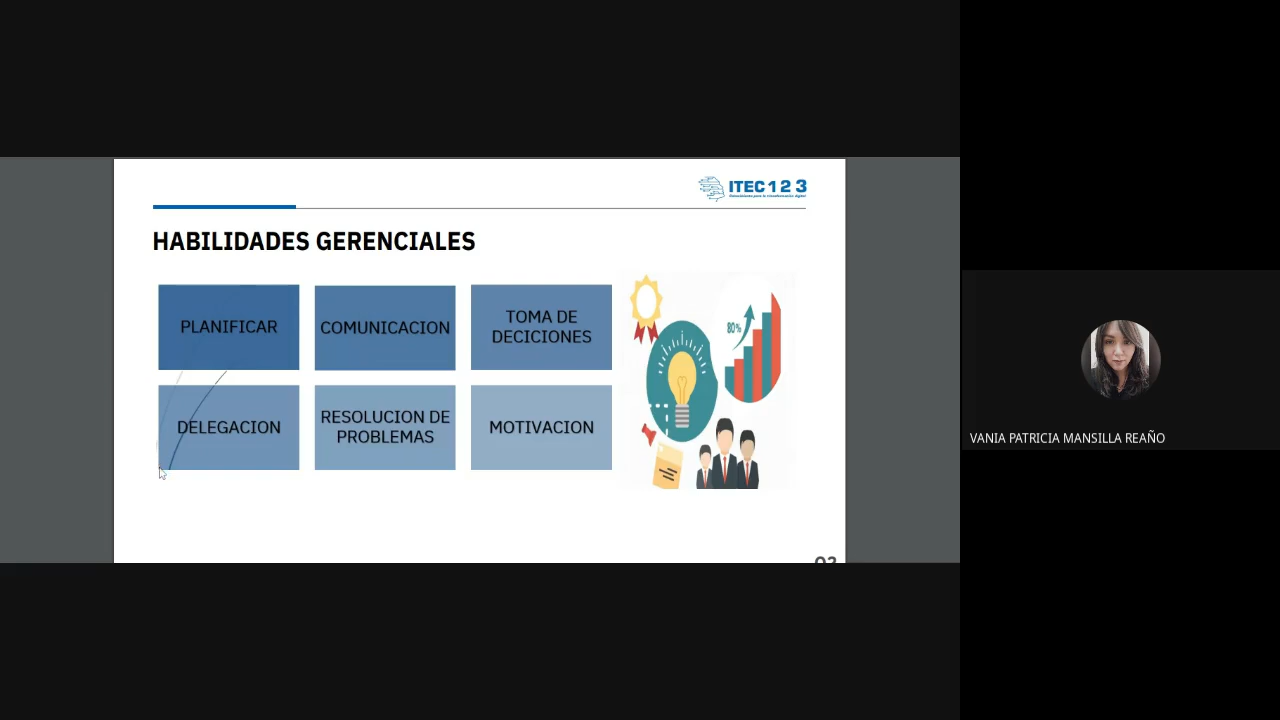 ITEC 1 2 3
HABILIDADES GERENCIALES
PLANIFICAR
COMUNICACION
TOMA DE
DECICIONES
80%
DELEGACION
RESOLUCION DE
PROBLEMAS
MOTIVACION
VANIA PATRICIA MANSILLA REAÑO